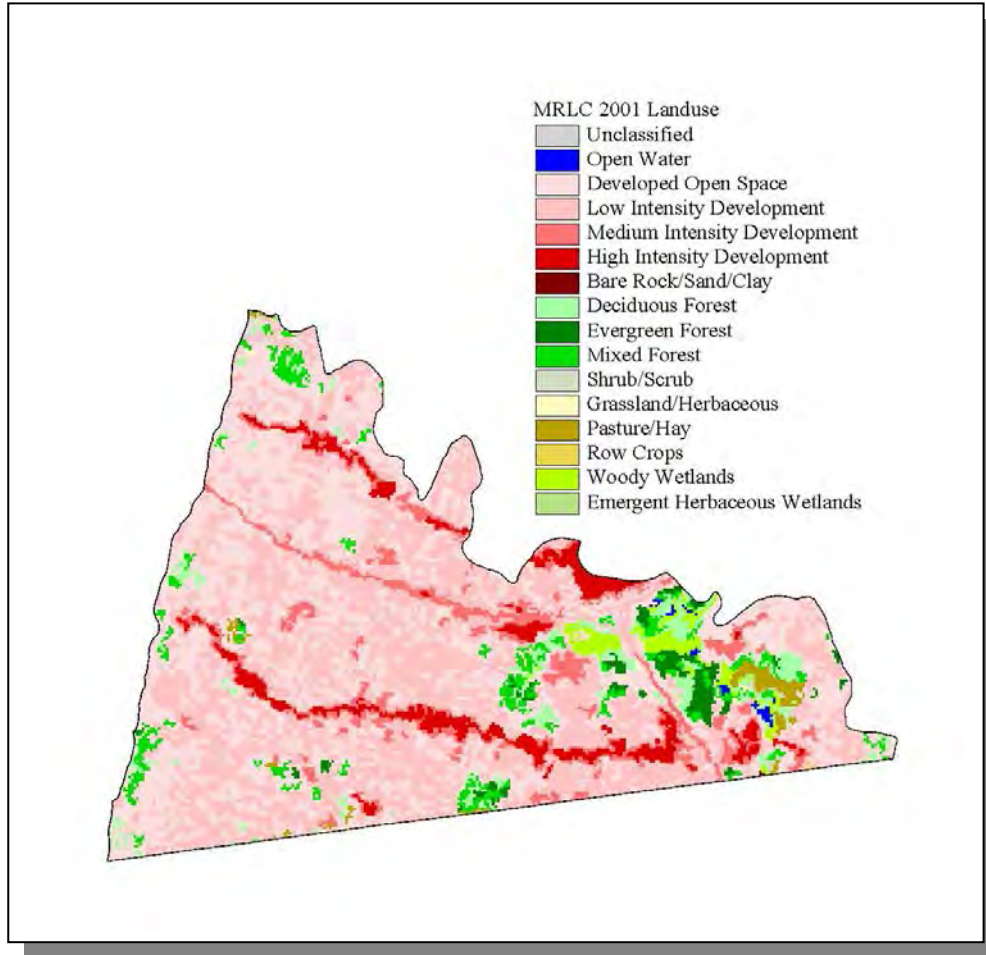 MRLC 2001 Landuse
Unclassified
Open Water
Developed Open Space
Low Intensity Development
Medium Intensity Development
High Intensity Development
Bare Rock/Sand/Clay
Deciduous Forest
Evergreen Forest
Mixed Forest
Shrub/Scrub
Grassland/Herbaceous
Pasture/Hay
Row Crops
Woody Wetlands
Emergent Herbaceous Wetlands